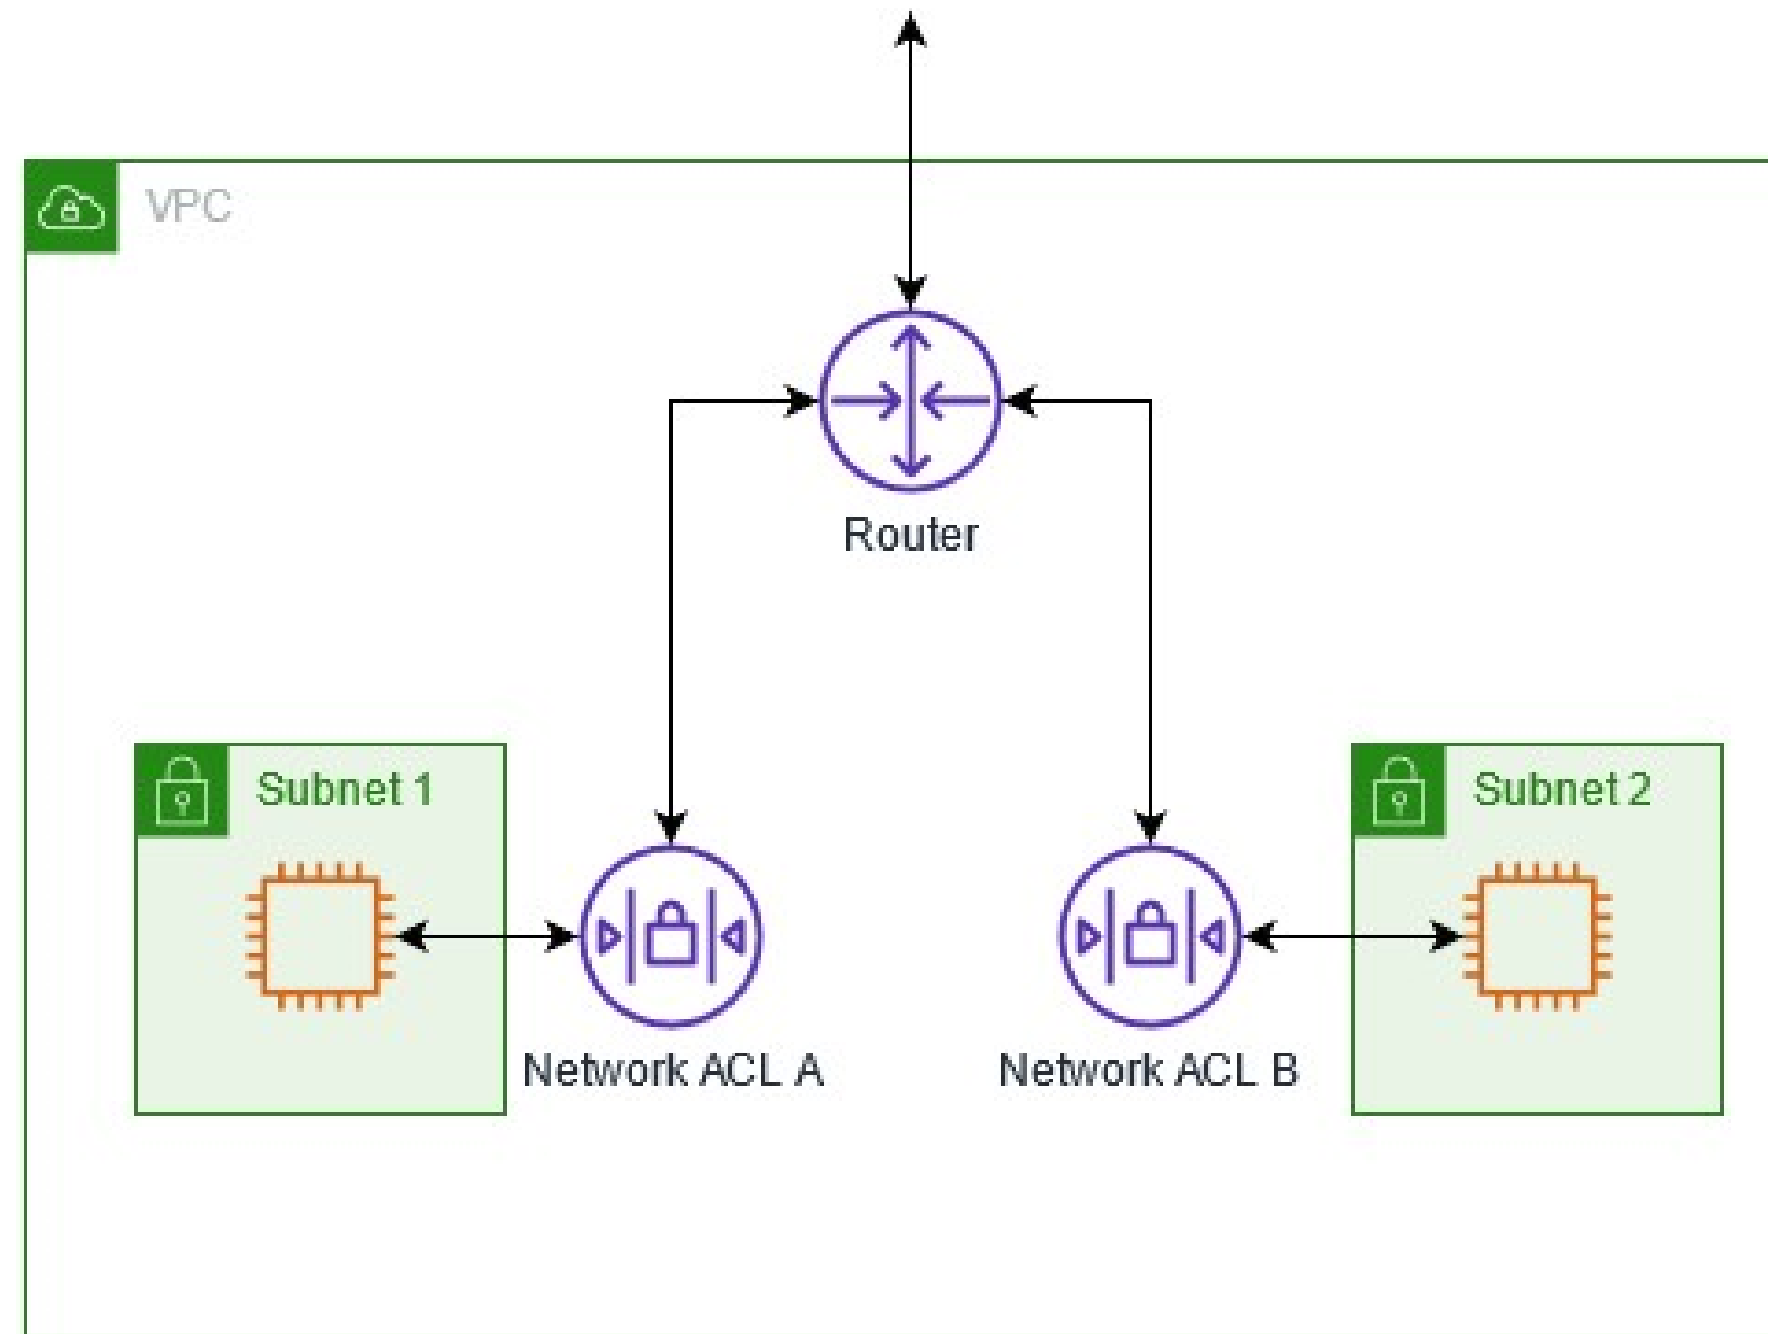 VPC
Router
Subnet 1
Subnet 2
Network ACL A
Network ACL B